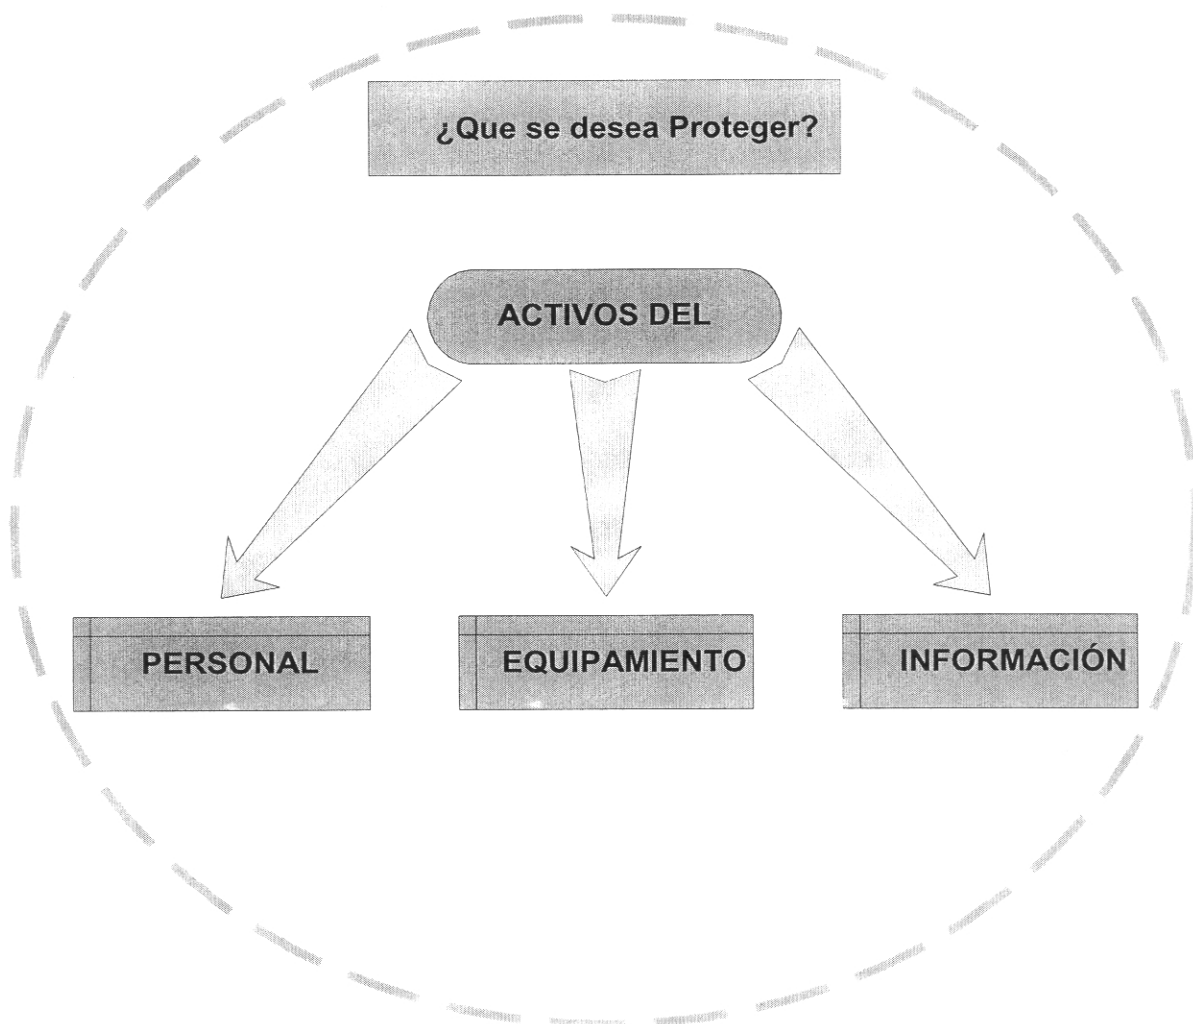 ¿Que se desea Proteger?
ACTIVOS DEL
PERSONAL
EQUIPAMIENTO
INFORMACIÓN